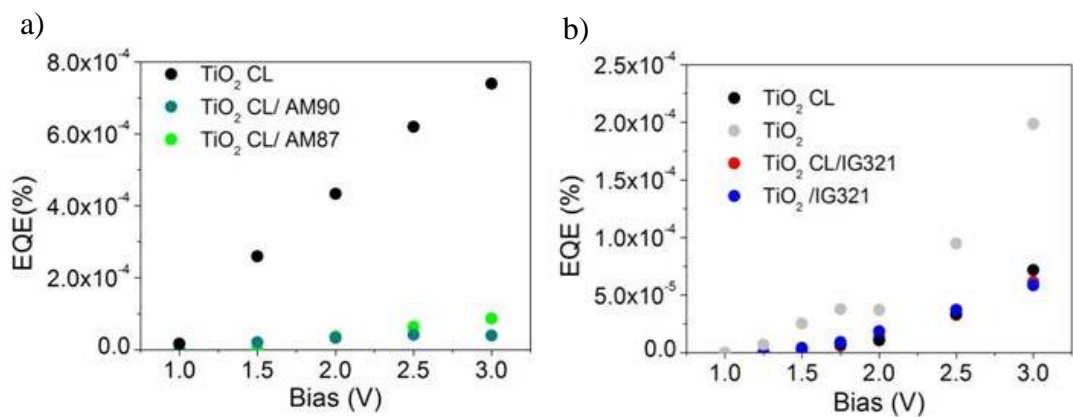 a)
8.0x10⁻⁴
6.0x10⁻⁴
4.0x10⁻⁴
2.0x10⁻⁴
0.0
EQE(%)
TiO₂ CL
TiO₂ CL/ AM90
TiO₂ CL/ AM87
1.0 1.5 2.0 2.5 3.0
Bias (V)
b)
2.5x10⁻⁴
2.0x10⁻⁴
1.5x10⁻⁴
1.0x10⁻⁴
5.0x10⁻⁵
0.0
EQE (%)
TiO₂ CL
TiO₂
TiO₂ CL/IG321
TiO₂ /IG321
1.0 1.5 2.0 2.5 3.0
Bias (V)